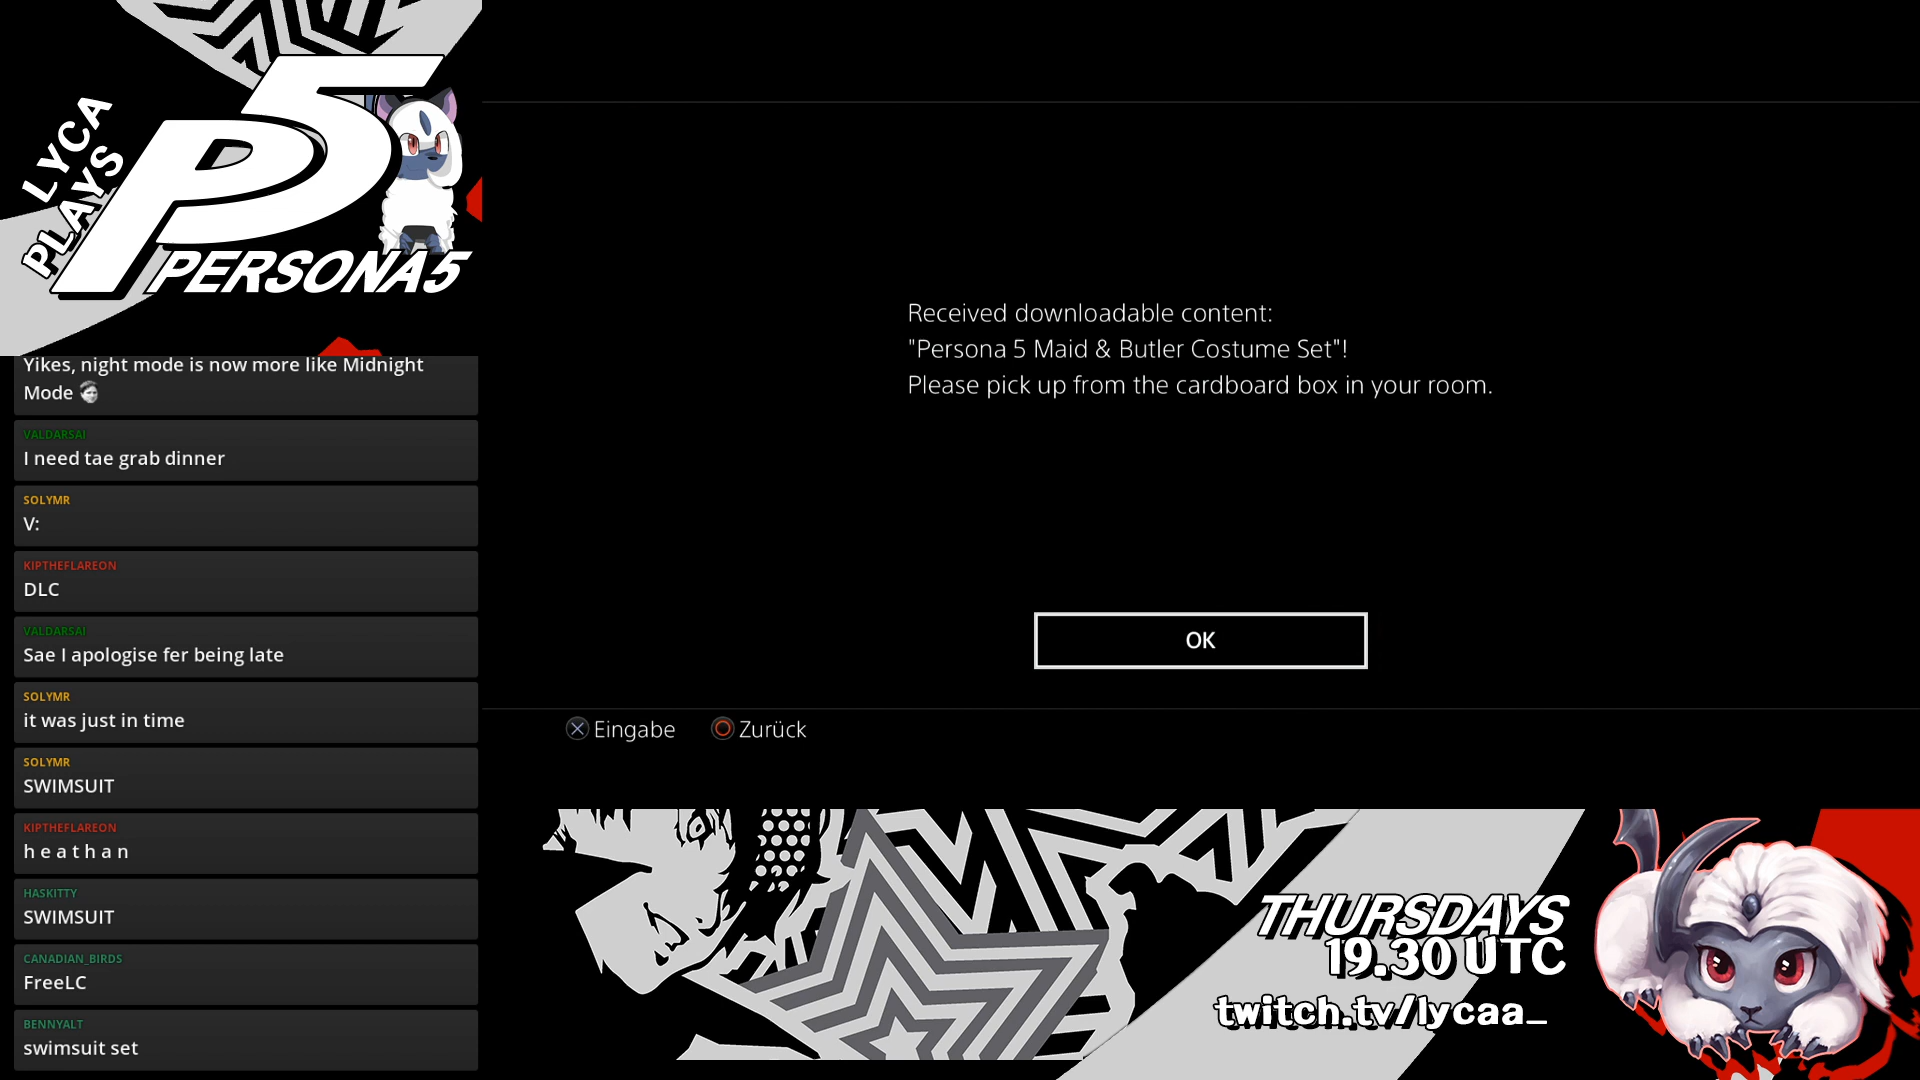 LYCA
PLAYS
P5
PERSONA5
Yikes, night mode is now more like Midnight
Mode
VALDARSAI
I need tae grab dinner
SOLYMR
V:
KIPTHEFLAREON
DLC
VALDARSAI
Sae I apologise fer being late
SOLYMR
it was just in time
SOLYMR
SWIMSUIT
KIPTHEFLAREON
h e a t h a n
HASKITTY
SWIMSUIT
CANADIAN_BIRDS
FreeLC
BENNYALT
swimsuit set
Received downloadable content:
"Persona 5 Maid & Butler Costume Set"!
Please pick up from the cardboard box in your room.
OK
Eingabe
Zurück
THURSDAYS
19.30 UTC
twitch.tv/lycaa_